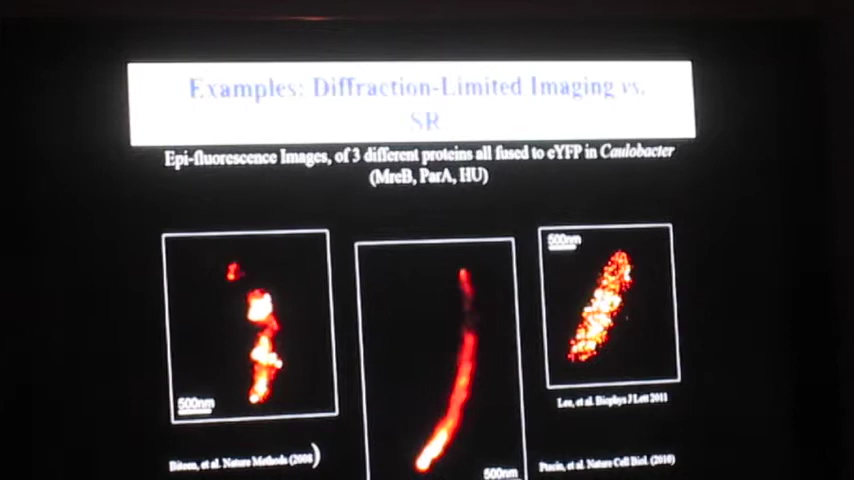 Examples: Diffraction-Limited Imaging vs.
SR
Epi-fluorescence Images, of 3 different proteins all fused to eYFP in Caulobacter
(MreB, ParA, HU)
500nm
500nm
Lee, et al. Biophys J Lett 2011
et al. Nature Methods (2008)
et al. Nature Cell Biol. (2010)
500nm